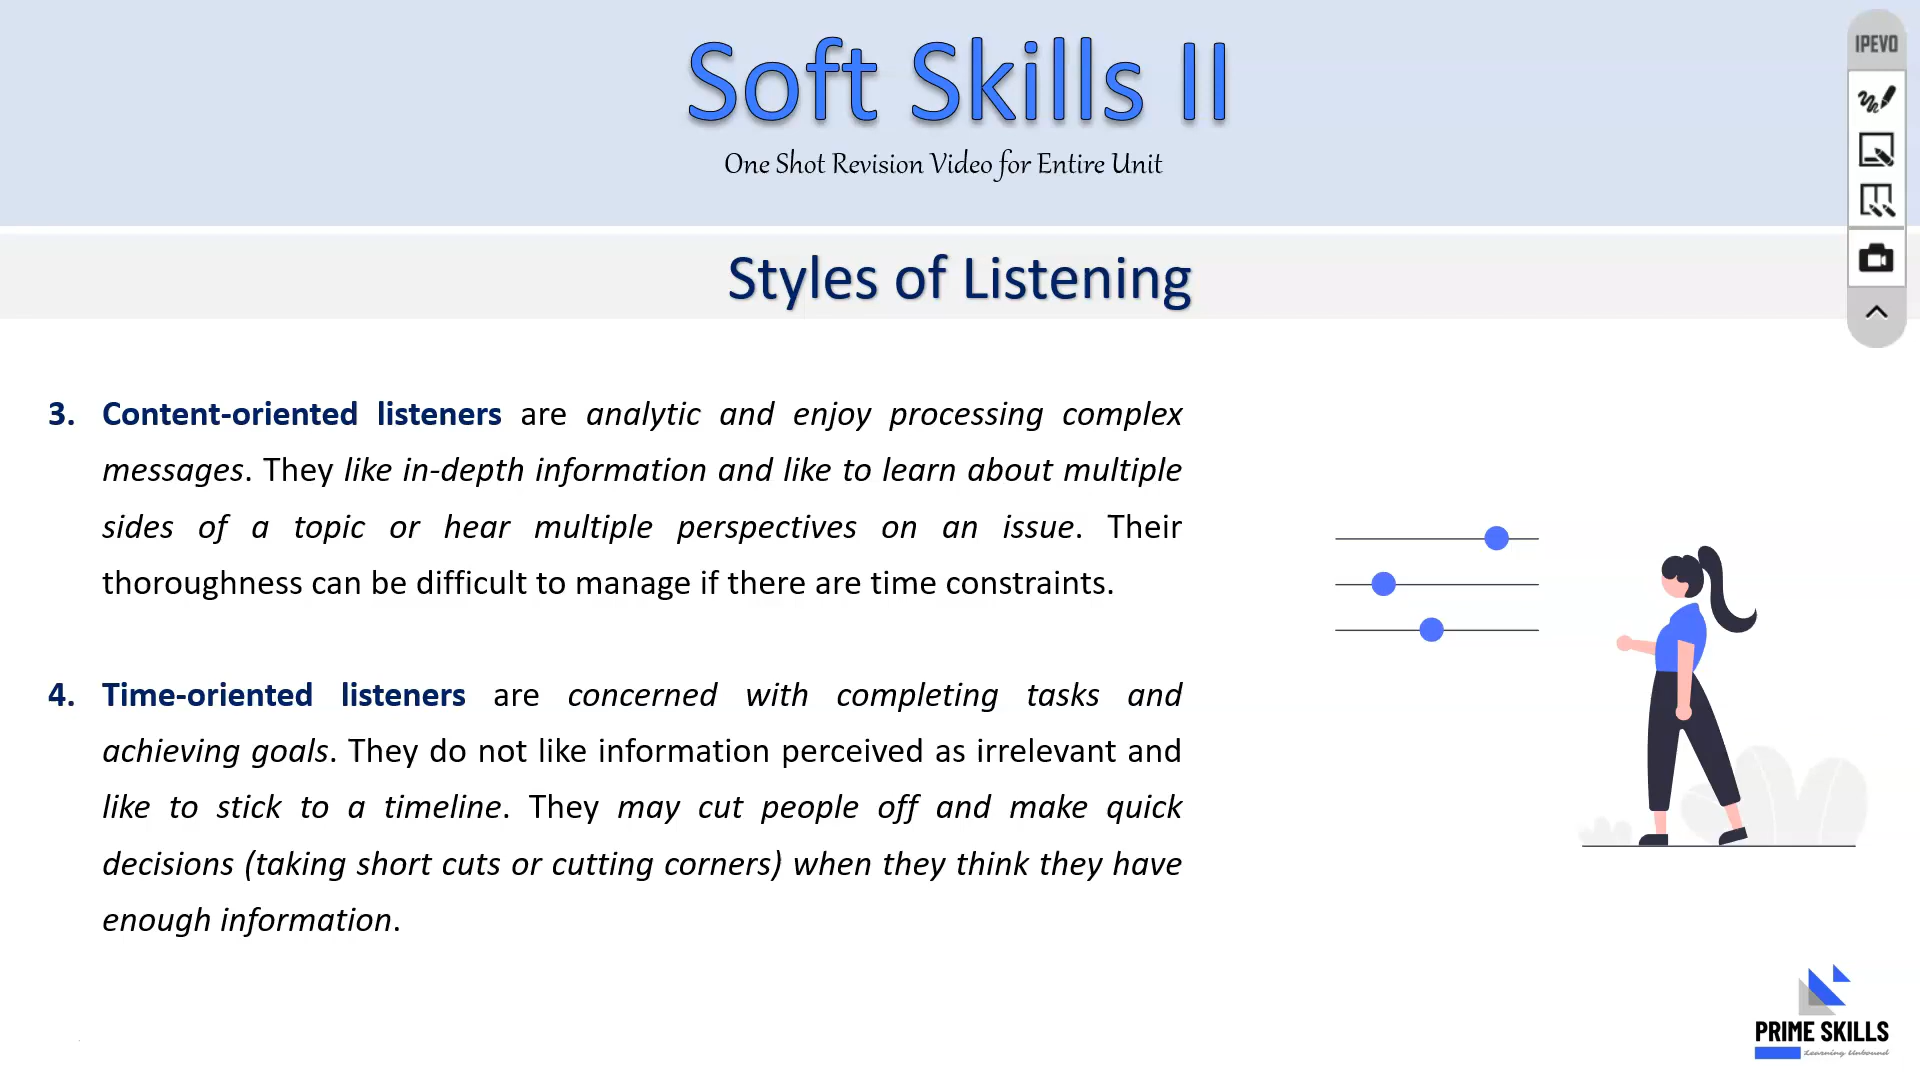 Soft Skills II
One Shot Revision Video for Entire Unit
IPEVO
Styles of Listening
3. Content-oriented listeners are analytic and enjoy processing complex
messages. They like in-depth information and like to learn about multiple
sides of a topic or hear multiple perspectives on an issue. Their
thoroughness can be difficult to manage if there are time constraints.
4. Time-oriented listeners are concerned with completing tasks and
achieving goals. They do not like information perceived as irrelevant and
like to stick to a timeline. They may cut people off and make quick
decisions (taking short cuts or cutting corners) when they think they have
enough information.
PRIME SKILLS
Learning Unbound